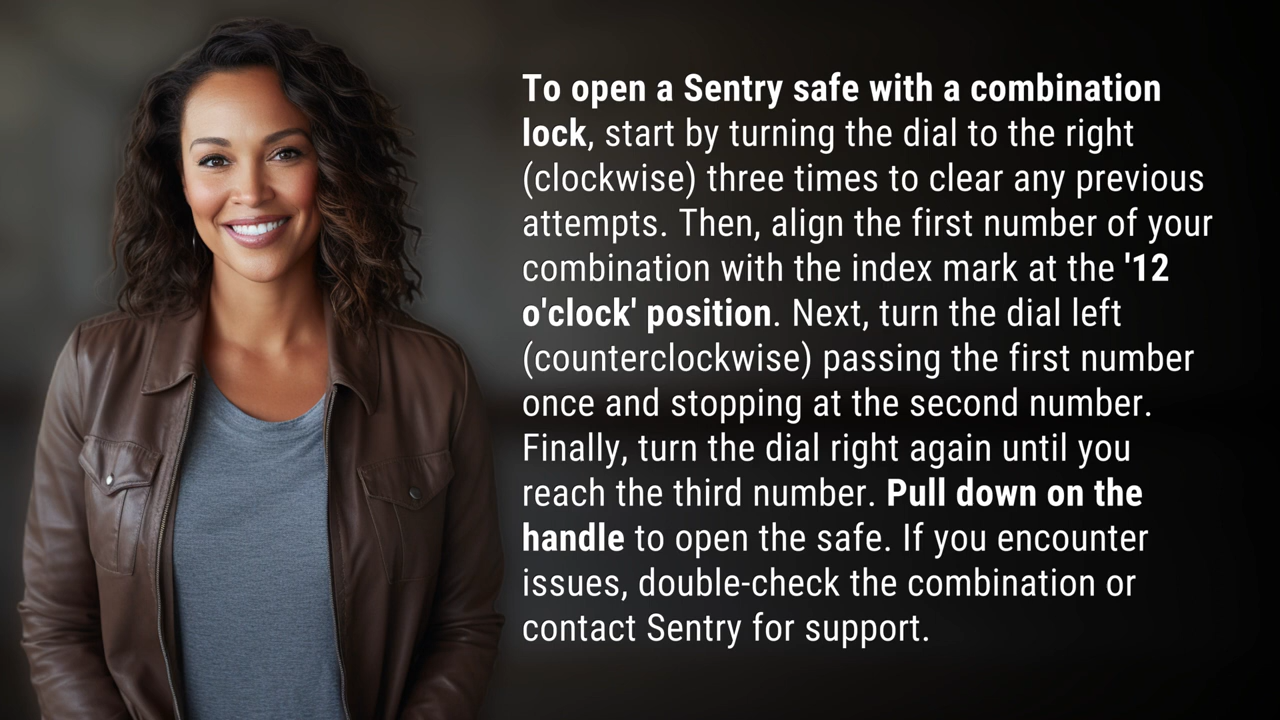 To open a Sentry safe with a combination
lock, start by turning the dial to the right
(clockwise) three times to clear any previous
attempts. Then, align the first number of your
combination with the index mark at the '12
o'clock' position. Next, turn the dial left
(counterclockwise) passing the first number
once and stopping at the second number.
Finally, turn the dial right again until you
reach the third number. Pull down on the
handle to open the safe. If you encounter
issues, double-check the combination or
contact Sentry for support.